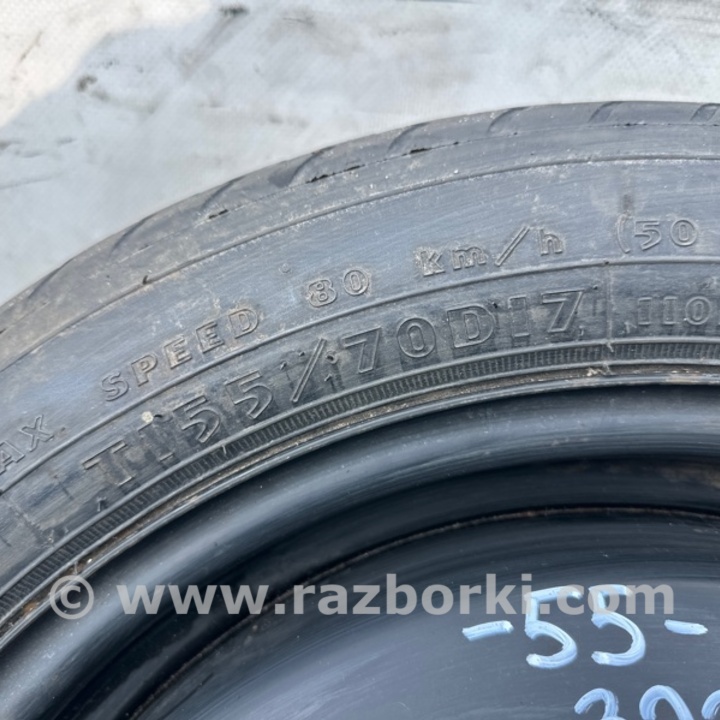 AX. SPEED 80 km/h (50
T155/70D17 110
© www.razborki.com
-55-